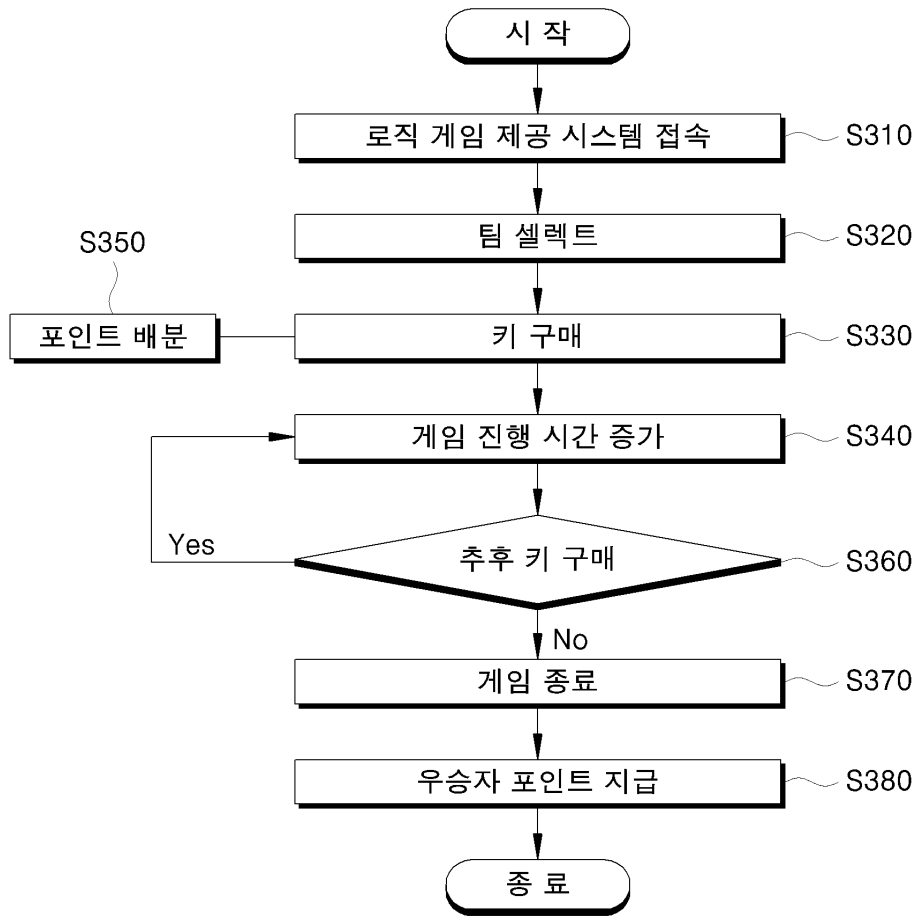 시 작
로직 게임 제공 시스템 접속
S310
팀 셀렉트
S320
S350
포인트 배분
키 구매
S330
게임 진행 시간 증가
S340
Yes
추후 키 구매
S360
No
게임 종료
S370
우승자 포인트 지급
S380
종 료